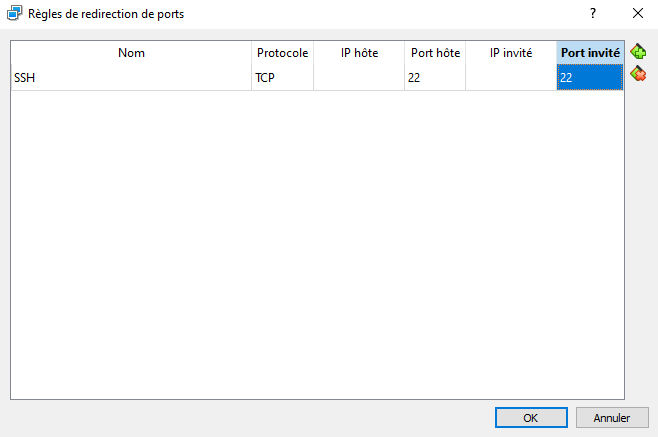 Règles de redirection de ports ?
Nom Protocole IP hôte Port hôte IP invité Port invité
SSH TCP 22 22
OK Annuler